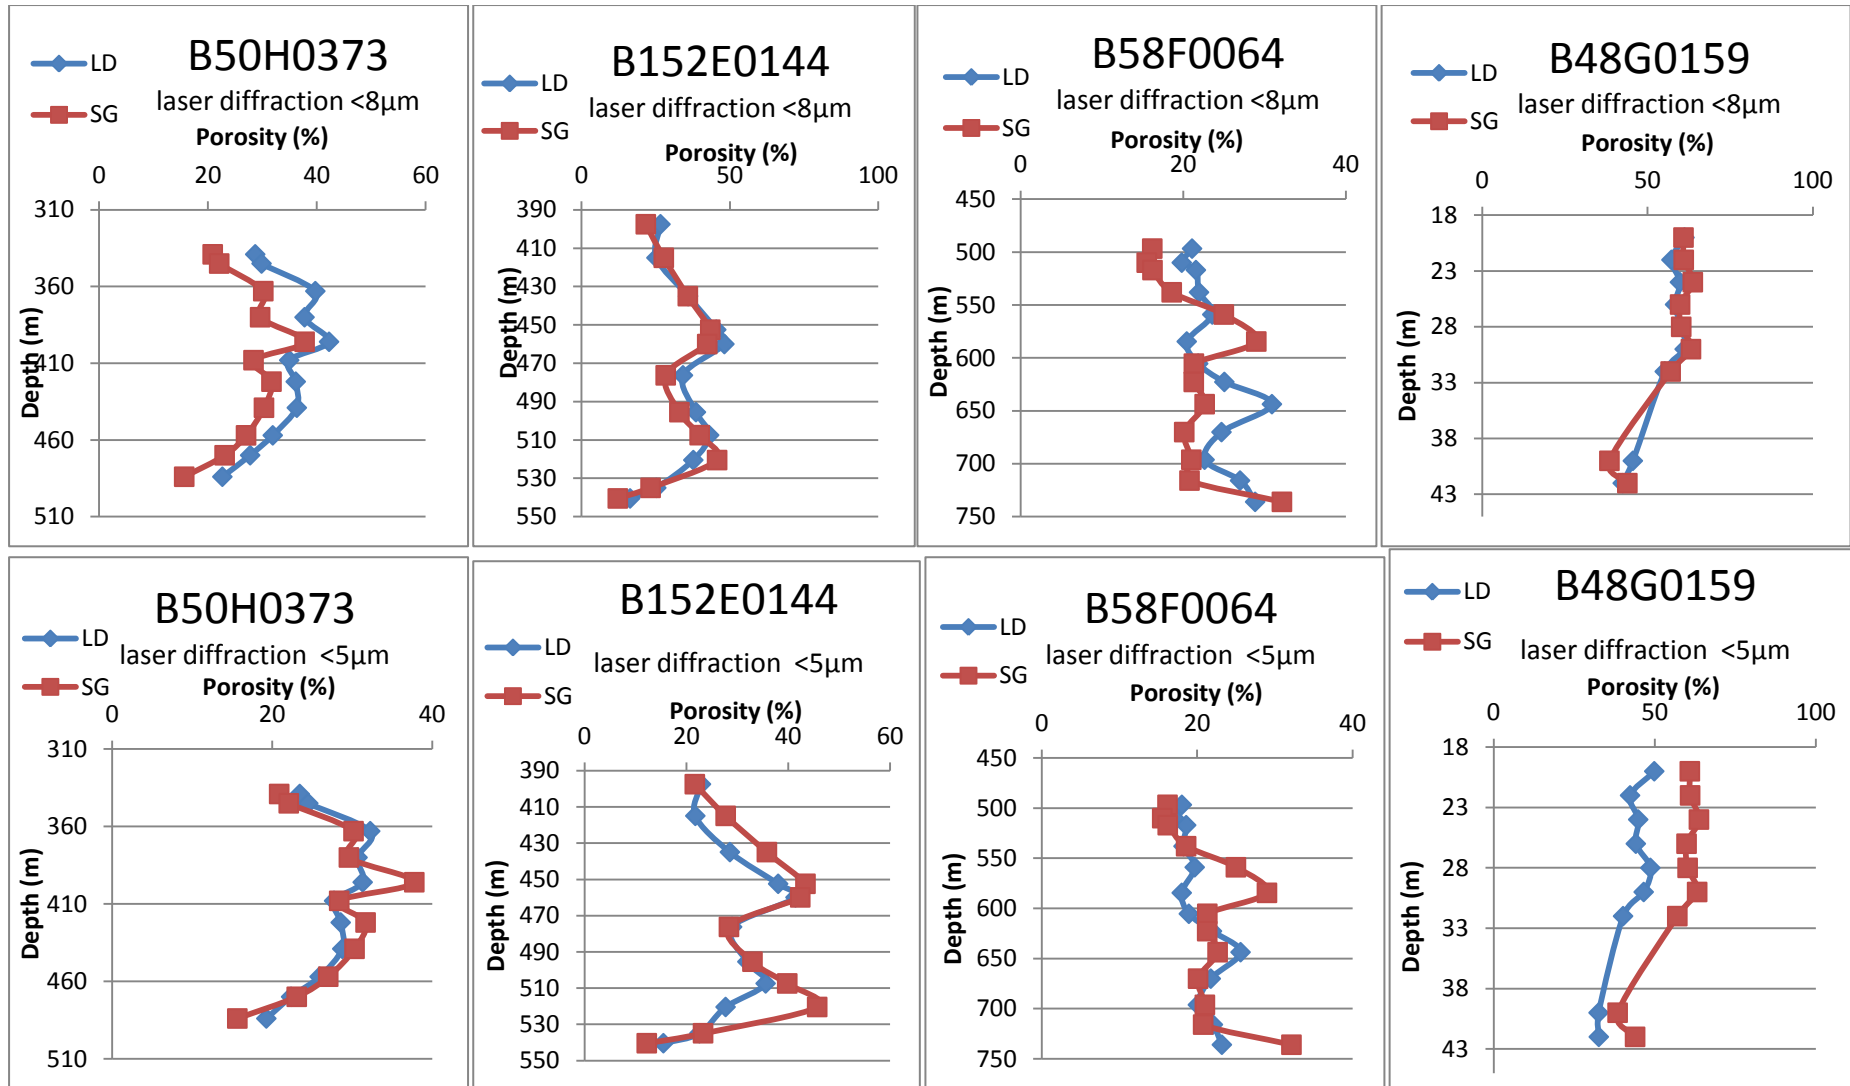 B50H0373
LD
laser diffraction <8µm
SG
Porosity (%)
0 20 40 60
310
360
410
460
510
Depth (m)
B152E0144
LD
laser diffraction <8µm
SG
Porosity (%)
0 50 100
390
410
430
450
470
490
510
530
550
Depth (m)
B58F0064
LD
laser diffraction <8µm
SG
Porosity (%)
0 20 40
450
500
550
600
650
700
750
Depth (m)
B48G0159
LD
laser diffraction <8µm
SG
Porosity (%)
0 50 100
18
23
28
33
38
43
Depth (m)
B50H0373
LD
laser diffraction <5µm
SG
Porosity (%)
0 20 40
310
360
410
460
510
Depth (m)
B152E0144
LD
laser diffraction <5µm
SG
Porosity (%)
0 20 40 60
390
410
430
450
470
490
510
530
550
Depth (m)
B58F0064
LD
laser diffraction <5µm
SG
Porosity (%)
0 20 40
450
500
550
600
650
700
750
Depth (m)
B48G0159
LD
SG
laser diffraction <5µm
Porosity (%)
0 50 100
18
23
28
33
38
43
Depth (m)